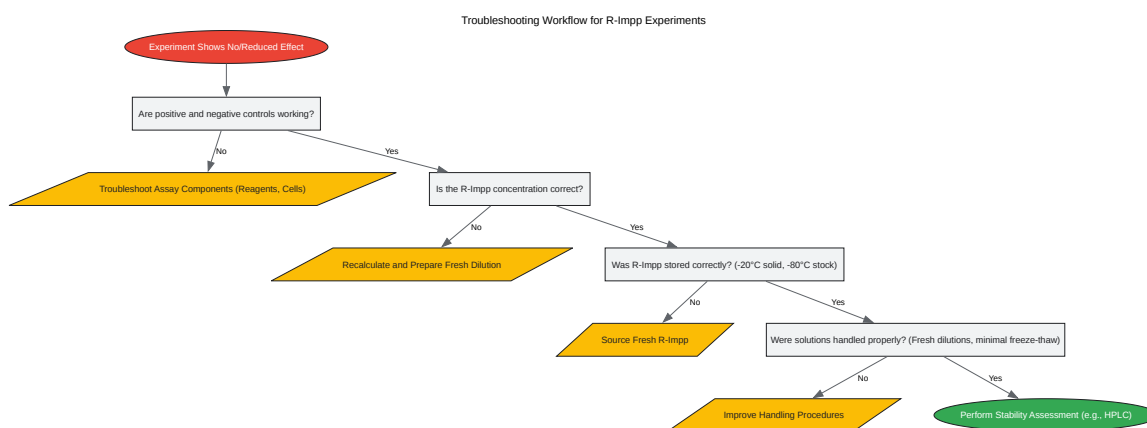 Troubleshooting Workflow for R-Impp Experiments
Experiment Shows No/Reduced Effect
Are positive and negative controls working?
No
Yes
Troubleshoot Assay Components (Reagents, Cells)
Is the R-Impp concentration correct?
No
Yes
Recalculate and Prepare Fresh Dilution
Was R-Impp stored correctly? (-20°C solid, -80°C stock)
No
Yes
Source Fresh R-Impp
Were solutions handled properly? (Fresh dilutions, minimal freeze-thaw)
No
Yes
Improve Handling Procedures
Perform Stability Assessment (e.g., HPLC)